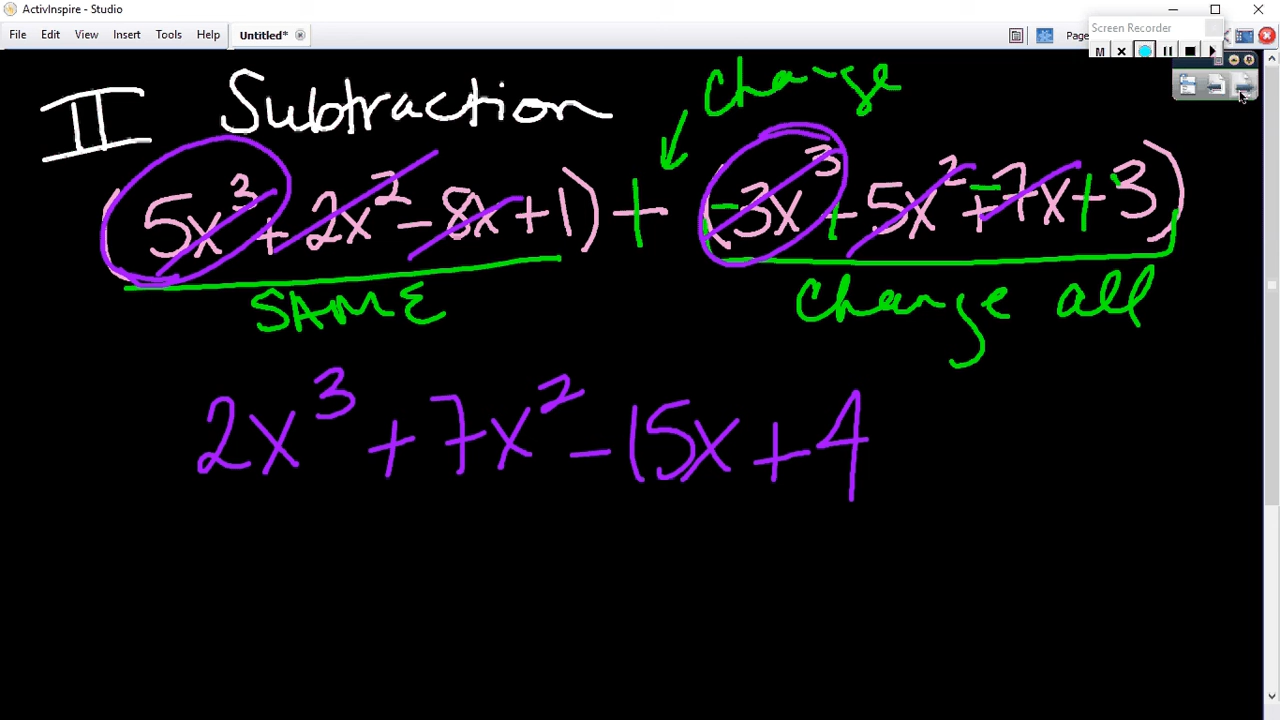 ActivInspire - Studio
File Edit View Insert Tools Help Untitled* Page
Screen Recorder
M
II Subtraction
change
(5x³ + 2x² - 8x + 1) + (-3x³ + 5x² - 7x + 3)
SAME
change all
2x³ + 7x² - 15x + 4